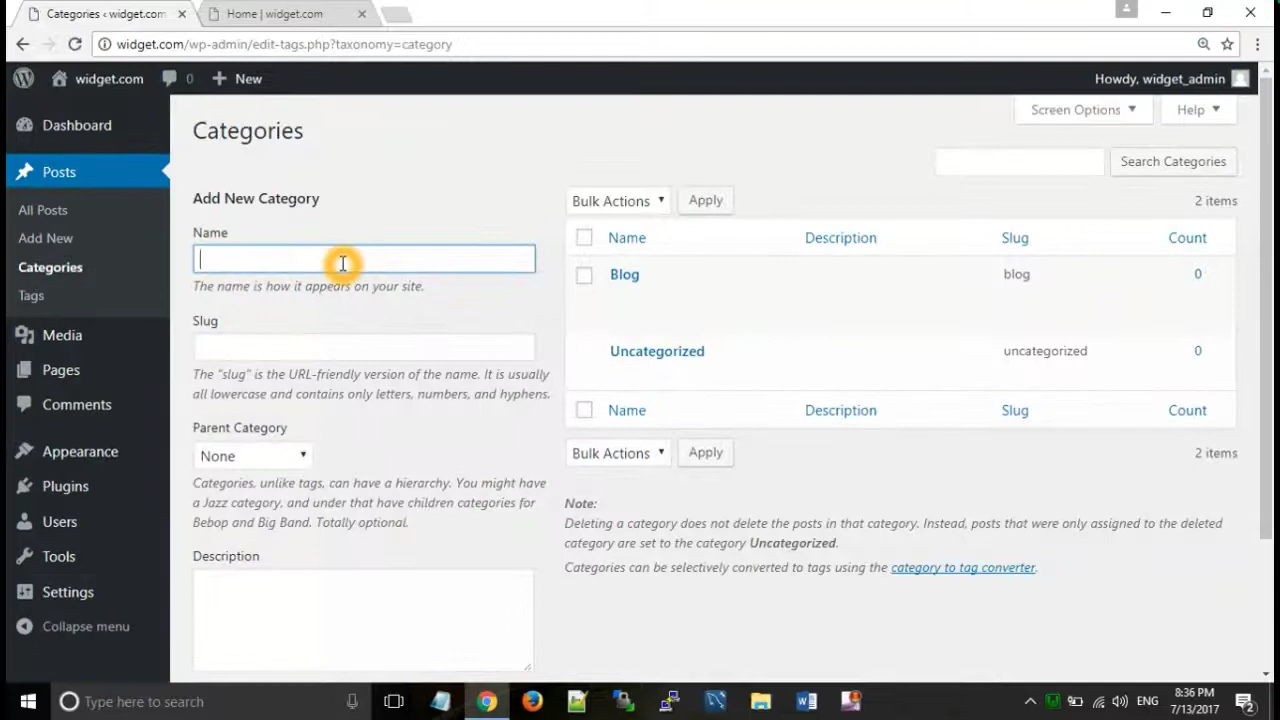 Categories ‹ widget.com
Home | widget.com
widget.com/wp-admin/edit-tags.php?taxonomy=category
widget.com
0
New
Howdy, widget_admin
Dashboard
Posts
All Posts
Add New
Categories
Tags
Media
Pages
Comments
Appearance
Plugins
Users
Tools
Settings
Collapse menu
Screen Options
Help
Categories
Search Categories
Add New Category
Name
The name is how it appears on your site.
Slug
The "slug" is the URL-friendly version of the name. It is usually
all lowercase and contains only letters, numbers, and hyphens.
Parent Category
None
Categories, unlike tags, can have a hierarchy. You might have
a Jazz category, and under that have children categories for
Bebop and Big Band. Totally optional.
Description
Bulk Actions Apply 2 items
Name Description Slug Count
Blog blog 0
Uncategorized uncategorized 0
Name Description Slug Count
Bulk Actions Apply 2 items
Note:
Deleting a category does not delete the posts in that category. Instead, posts that were only assigned to the deleted
category are set to the category Uncategorized.
Categories can be selectively converted to tags using the category to tag converter.
Type here to search
ENG
8:36 PM
7/13/2017
2